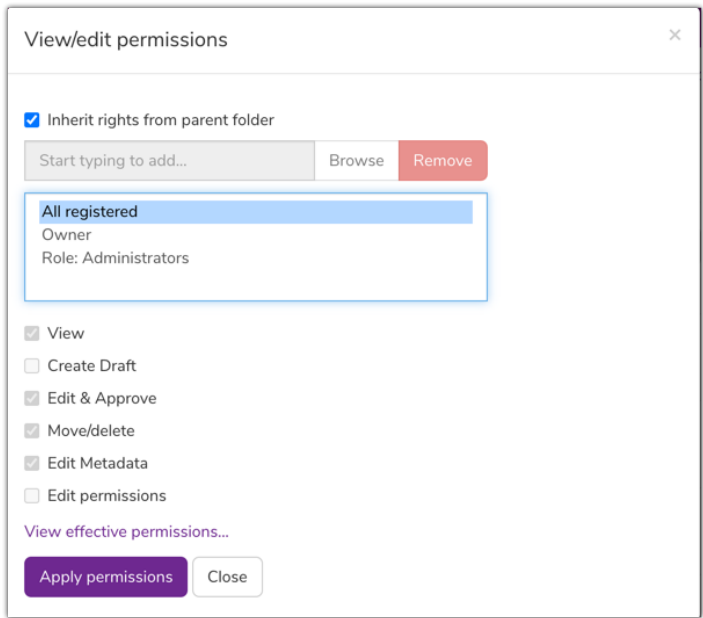 View/edit permissions
×
Inherit rights from parent folder
Start typing to add... Browse Remove
All registered
Owner
Role: Administrators
View
Create Draft
Edit & Approve
Move/delete
Edit Metadata
Edit permissions
View effective permissions...
Apply permissions Close